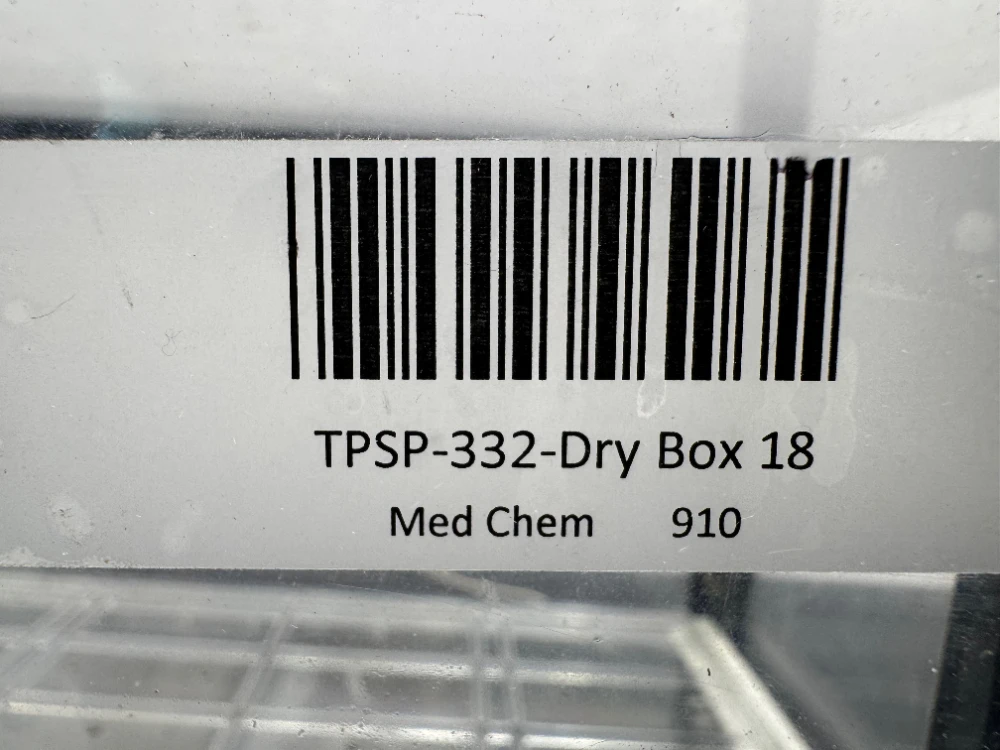 TPSP-332-Dry Box 18
Med Chem 910